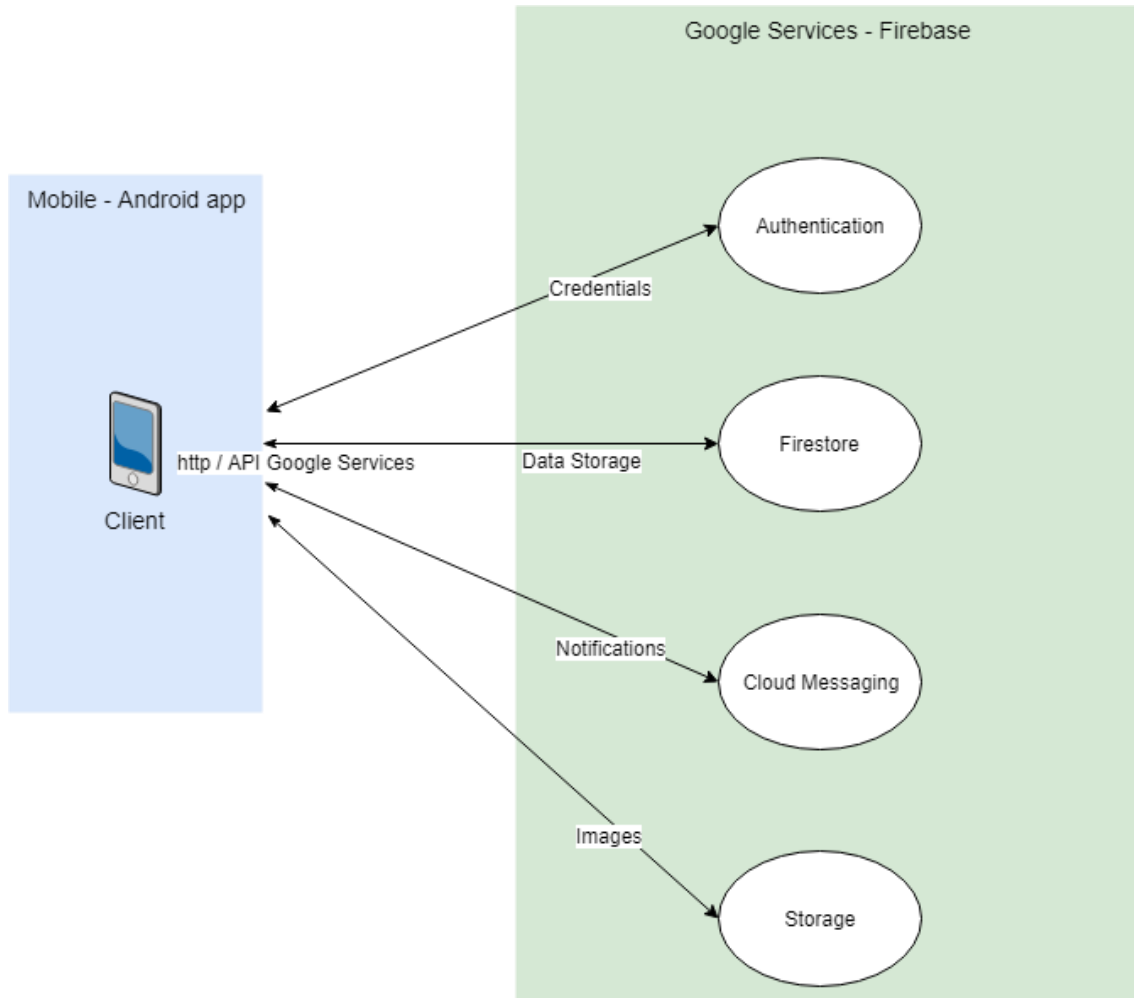 Google Services - Firebase
Mobile - Android app
Authentication
Credentials
Firestore
http / API Google Services
Data Storage
Client
Notifications
Cloud Messaging
Images
Storage